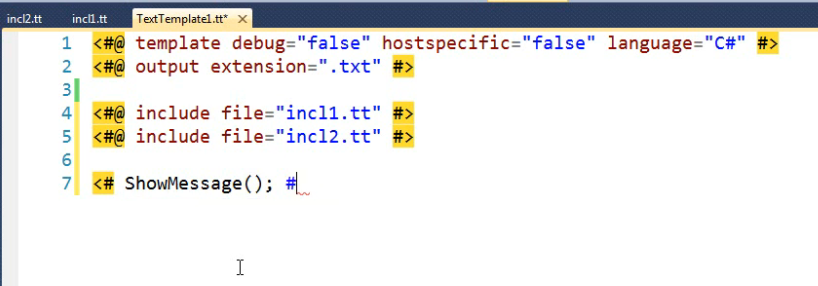 incl2.tt incl1.tt TextTemplate1.tt* ✕
1 <#@ template debug="false" hostspecific="false" language="C#" #>
2 <#@ output extension=".txt" #>
3
4 <#@ include file="incl1.tt" #>
5 <#@ include file="incl2.tt" #>
6
7 <# ShowMessage(); #